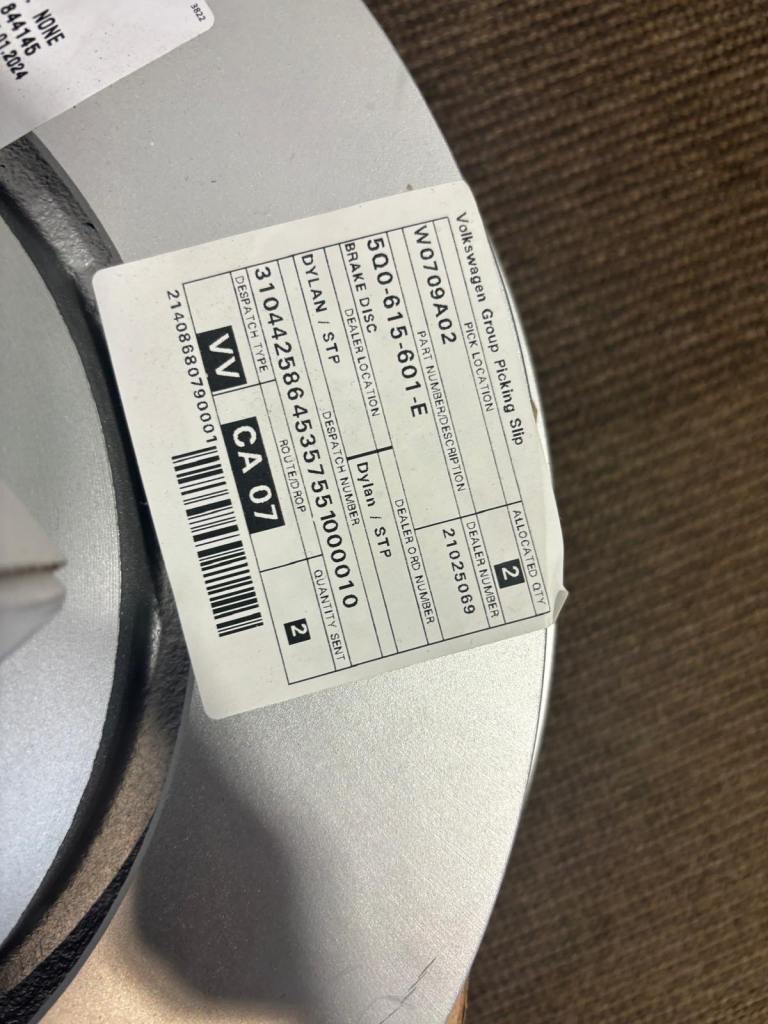 3822
NONE
844145
.01.2024
Volkswagen Group Picking Slip
PICK LOCATION
ALLOCATED QTY
W0709A02
2
PART NUMBER/DESCRIPTION
DEALER NUMBER
5Q0-615-601-E
21025069
BRAKE DISC
DEALER LOCATION
DEALER ORD NUMBER
DYLAN / STP
Dylan / STP
DESPATCH NUMBER
31044258645357551000010
DESPATCH TYPE
ROUTE/DROP
QUANTITY SENT
VV
CA 07
2
21408680790001